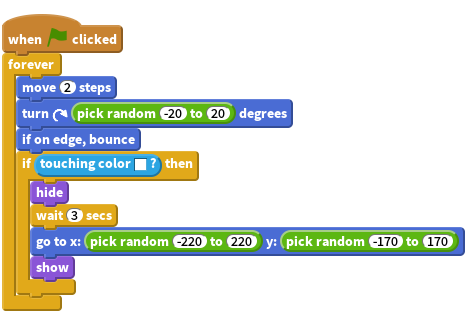 when clicked
forever
move 2 steps
turn pick random -20 to 20 degrees
if on edge, bounce
if touching color ? then
hide
wait 3 secs
go to x: pick random -220 to 220 y: pick random -170 to 170
show